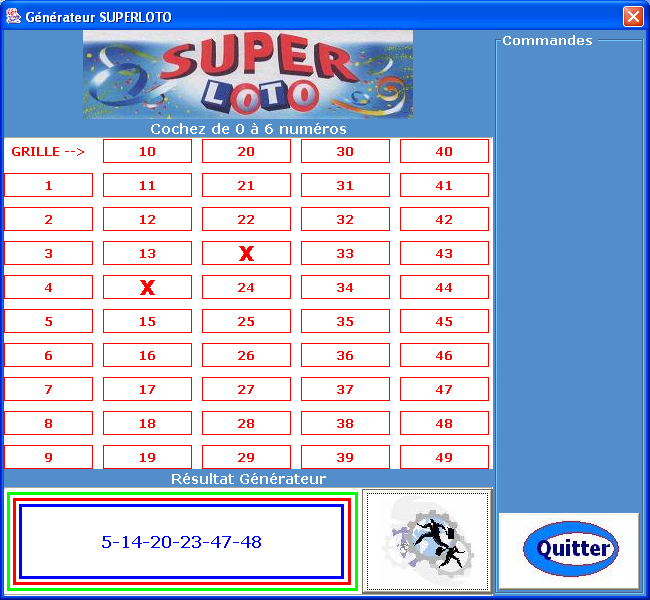 Générateur SUPERLOTO
SUPER
LOTO
Commandes
Cochez de 0 à 6 numéros
GRILLE --> 10 20 30 40
1 11 21 31 41
2 12 22 32 42
3 13 X 33 43
4 X 24 34 44
5 15 25 35 45
6 16 26 36 46
7 17 27 37 47
8 18 28 38 48
9 19 29 39 49
Résultat Générateur
5-14-20-23-47-48
Quitter